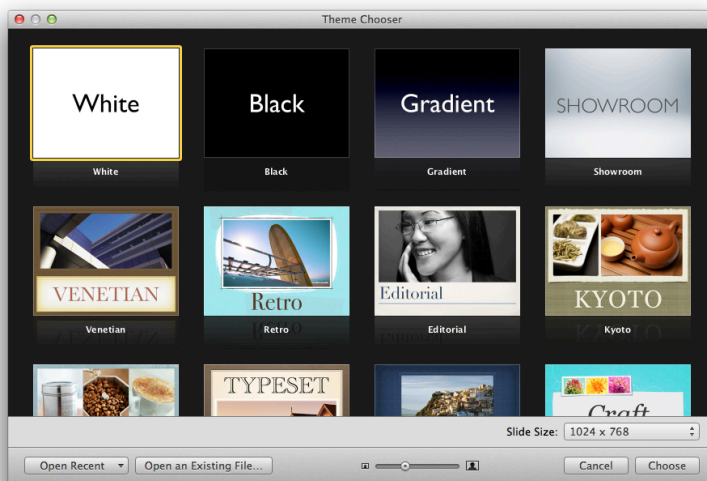 Theme Chooser
White
Black
Gradient
SHOWROOM
White
Black
Gradient
Showroom
VENETIAN
Retro
Editorial
KYOTO
Venetian
Retro
Editorial
Kyoto
TYPESET
Craft
Slide Size: 1024 x 768
Open Recent
Open an Existing File...
Cancel
Choose